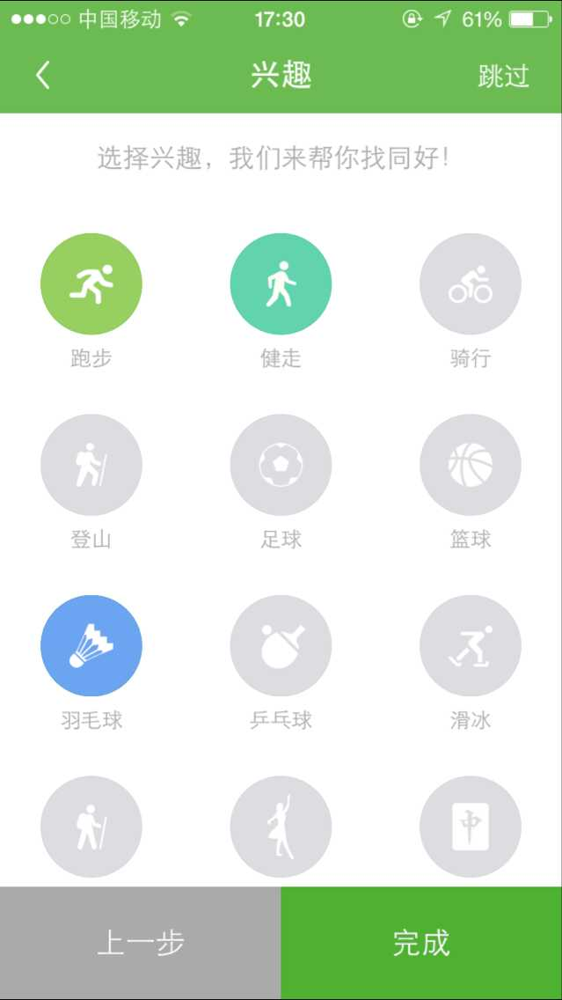 中国移动 17:30 61%
兴趣 跳过
选择兴趣，我们来帮你找同好！
跑步 健走 骑行
登山 足球 篮球
羽毛球 乒乓球 滑冰
中
上一步 完成